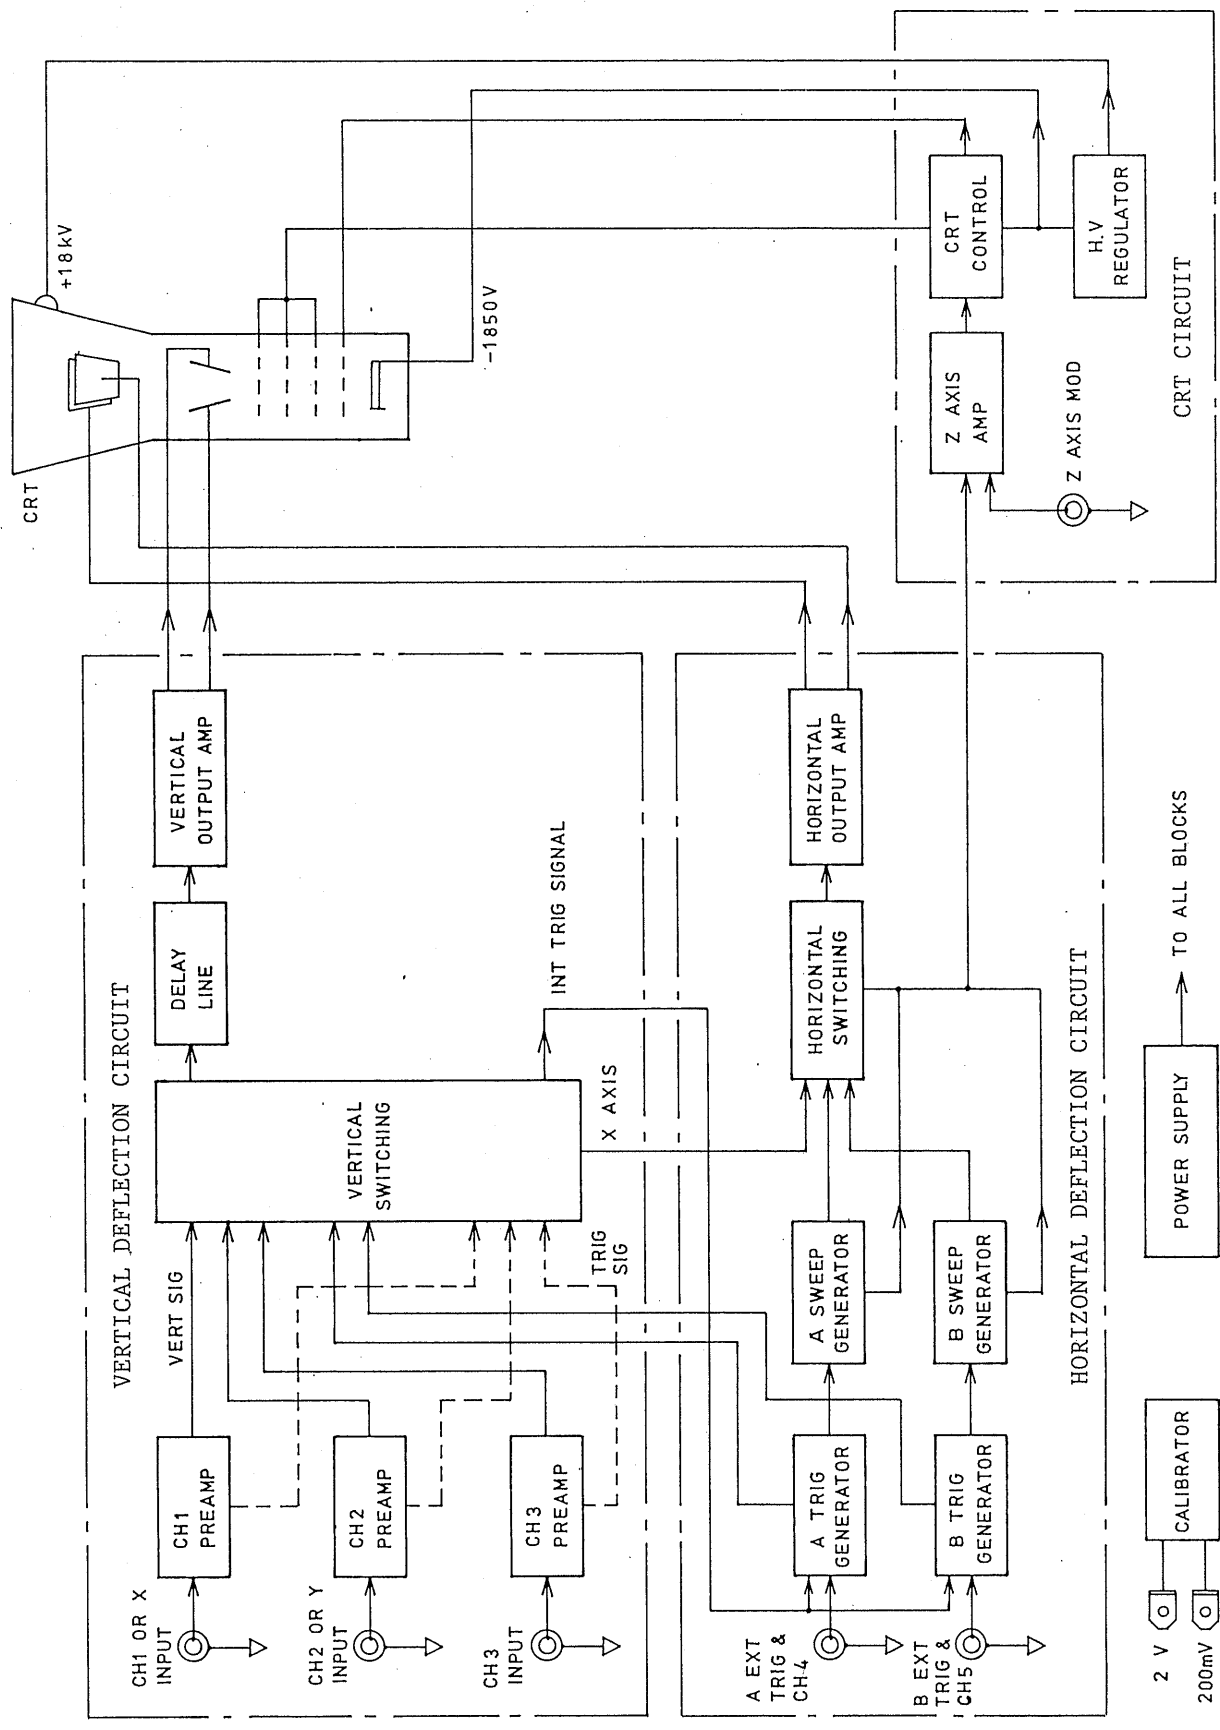 VERTICAL DEFLECTION CIRCUIT
CH1 OR X
INPUT
CH1
PREAMP
VERT SIG
CH2 OR Y
INPUT
CH2
PREAMP
CH3
INPUT
CH3
PREAMP
TRIG
SIG
VERTICAL
SWITCHING
DELAY
LINE
VERTICAL
OUTPUT AMP
INT TRIG SIGNAL
X AXIS
CRT
+18kV
-1850V
A EXT
TRIG &
CH4
A TRIG
GENERATOR
A SWEEP
GENERATOR
HORIZONTAL
SWITCHING
HORIZONTAL
OUTPUT AMP
B EXT
TRIG &
CH5
B TRIG
GENERATOR
B SWEEP
GENERATOR
HORIZONTAL DEFLECTION CIRCUIT
Z AXIS
AMP
CRT
CONTROL
Z AXIS MOD
H.V
REGULATOR
CRT CIRCUIT
2 V
200mV
CALIBRATOR
POWER SUPPLY
TO ALL BLOCKS